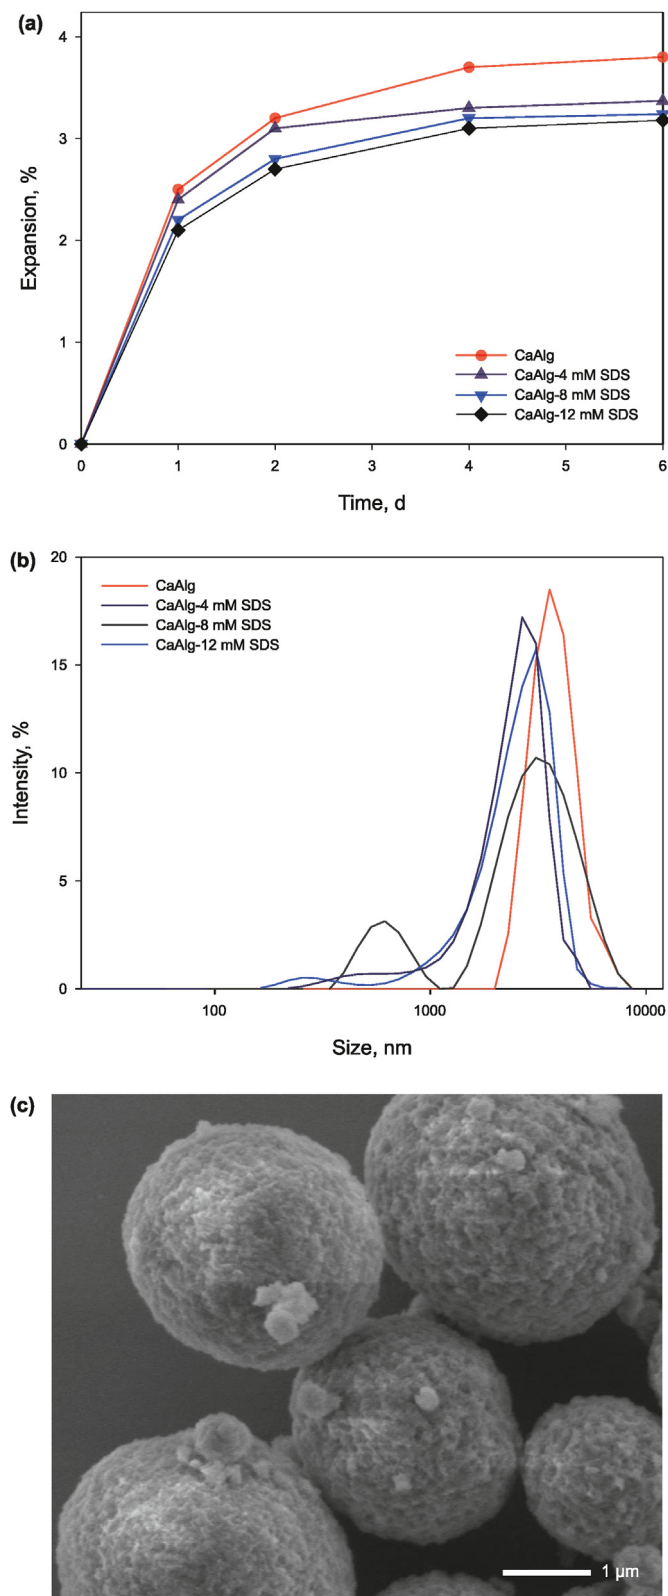 (a)
4
3
2
1
0
Expansion, %
CaAlg
CaAlg-4 mM SDS
CaAlg-8 mM SDS
CaAlg-12 mM SDS
0 1 2 3 4 5 6
Time, d
(b)
20
15
10
5
0
Intensity, %
CaAlg
CaAlg-4 mM SDS
CaAlg-8 mM SDS
CaAlg-12 mM SDS
100 1000 10000
Size, nm
(c)
1 µm